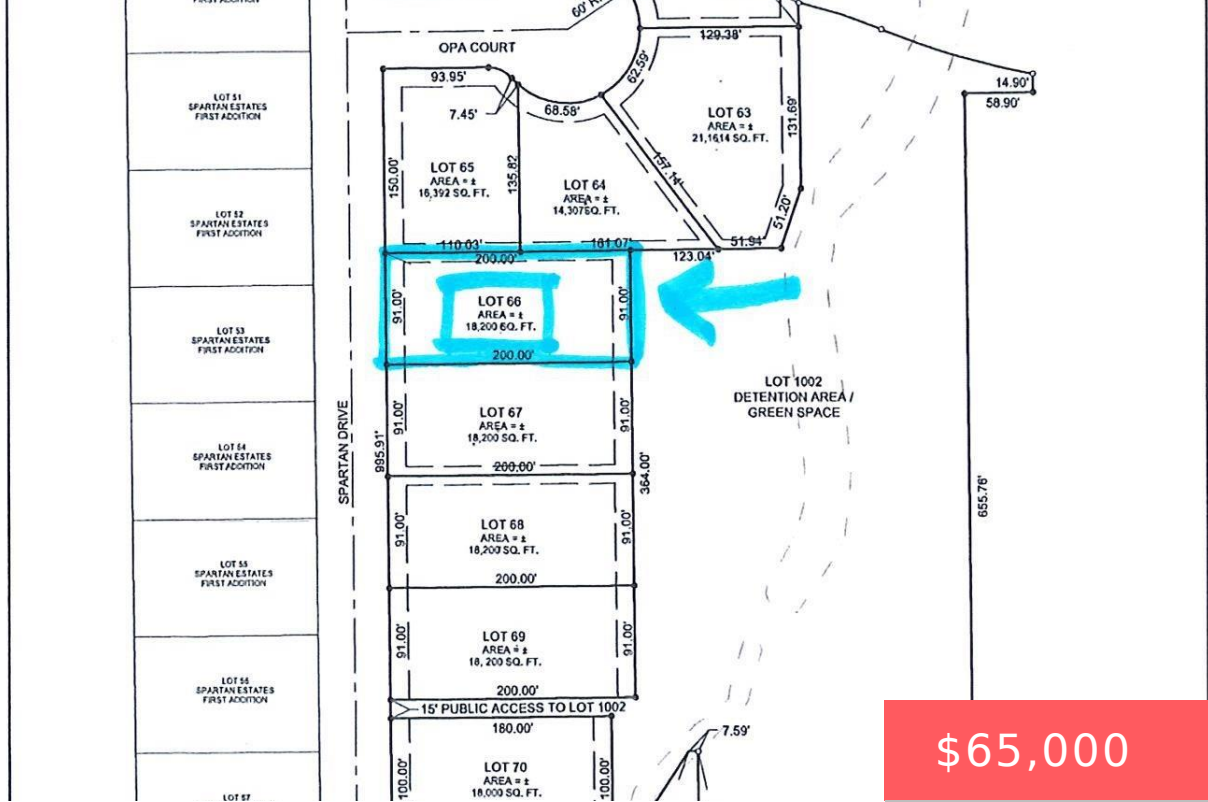 FIRST ADDITION
60' R
129.38'
OPA COURT
62.59'
14.90'
93.95'
58.90'
LOT 51
SPARTAN ESTATES
FIRST ADDITION
7.45'
68.58'
LOT 63
AREA = ±
21,1614 SQ. FT.
131.69'
150.00'
LOT 65
AREA = ±
16,392 SQ. FT.
135.82
LOT 64
AREA = ±
14,307SQ. FT.
157.14'
51.20'
LOT 52
SPARTAN ESTATES
FIRST ADDITION
110.03'
161.07'
51.94'
200.00'
123.04'
91.00'
LOT 66
AREA = ±
18,200 SQ. FT.
91.00'
LOT 53
SPARTAN ESTATES
FIRST ADDITION
200.00'
LOT 1002
DETENTION AREA /
GREEN SPACE
SPARTAN DRIVE
995.91'
91.00'
LOT 67
AREA = ±
18,200 SQ. FT.
91.00'
LOT 54
SPARTAN ESTATES
FIRST ADDITION
200.00'
364.00'
655.76'
91.00'
LOT 68
AREA = ±
18,200 SQ. FT.
91.00'
LOT 55
SPARTAN ESTATES
FIRST ADDITION
200.00'
91.00'
LOT 69
AREA = ±
18, 200 SQ. FT.
91.00'
LOT 56
SPARTAN ESTATES
FIRST ADDITION
200.00'
15' PUBLIC ACCESS TO LOT 1002
180.00'
7.59'
100.00'
LOT 70
AREA = ±
18,000 SQ. FT.
100.00'
LOT 57
$65,000